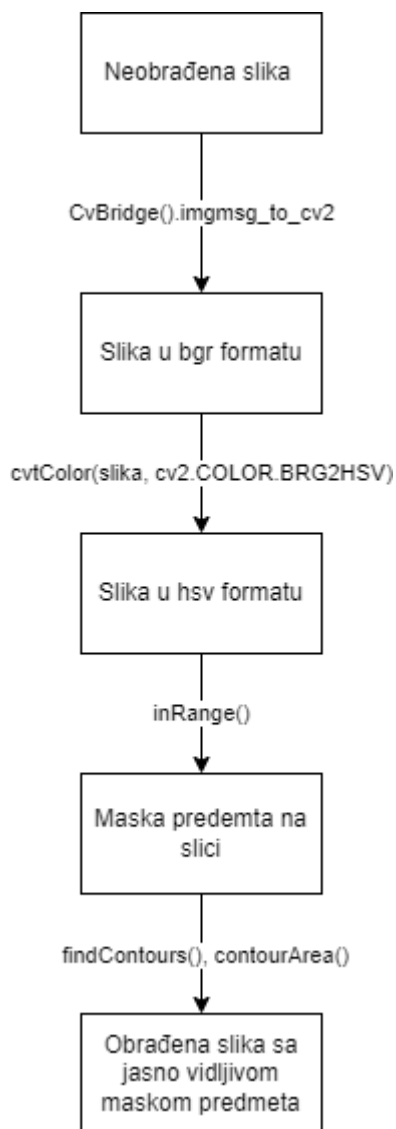 Neobrađena slika
CvBridge().imgmsg_to_cv2
Slika u bgr formatu
cvtColor(slika, cv2.COLOR.BRG2HSV)
Slika u hsv formatu
inRange()
Maska predemta na
slici
findContours(), contourArea()
Obrađena slika sa
jasno vidljivom
maskom predmeta